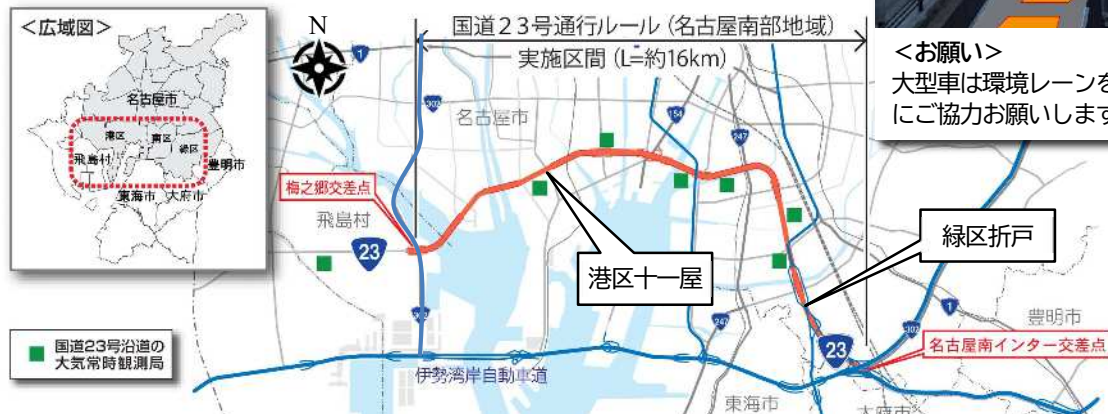 ＜広域図＞
名古屋市
港区
南区
緑区
飛島村
豊明市
東海市
大府市
N
国道23号通行ルール（名古屋南部地域）
実施区間（L=約16km）
＜お願い＞
大型車は環境レーンを
にご協力お願いします
1
302
名古屋市
154
247
梅之郷交差点
飛島村
23
港区十一屋
緑区折戸
1
豊明市
302
247
302
23
名古屋南インター交差点
国道23号沿道の
大気常時観測局
伊勢湾岸自動車道
東海市
大府市